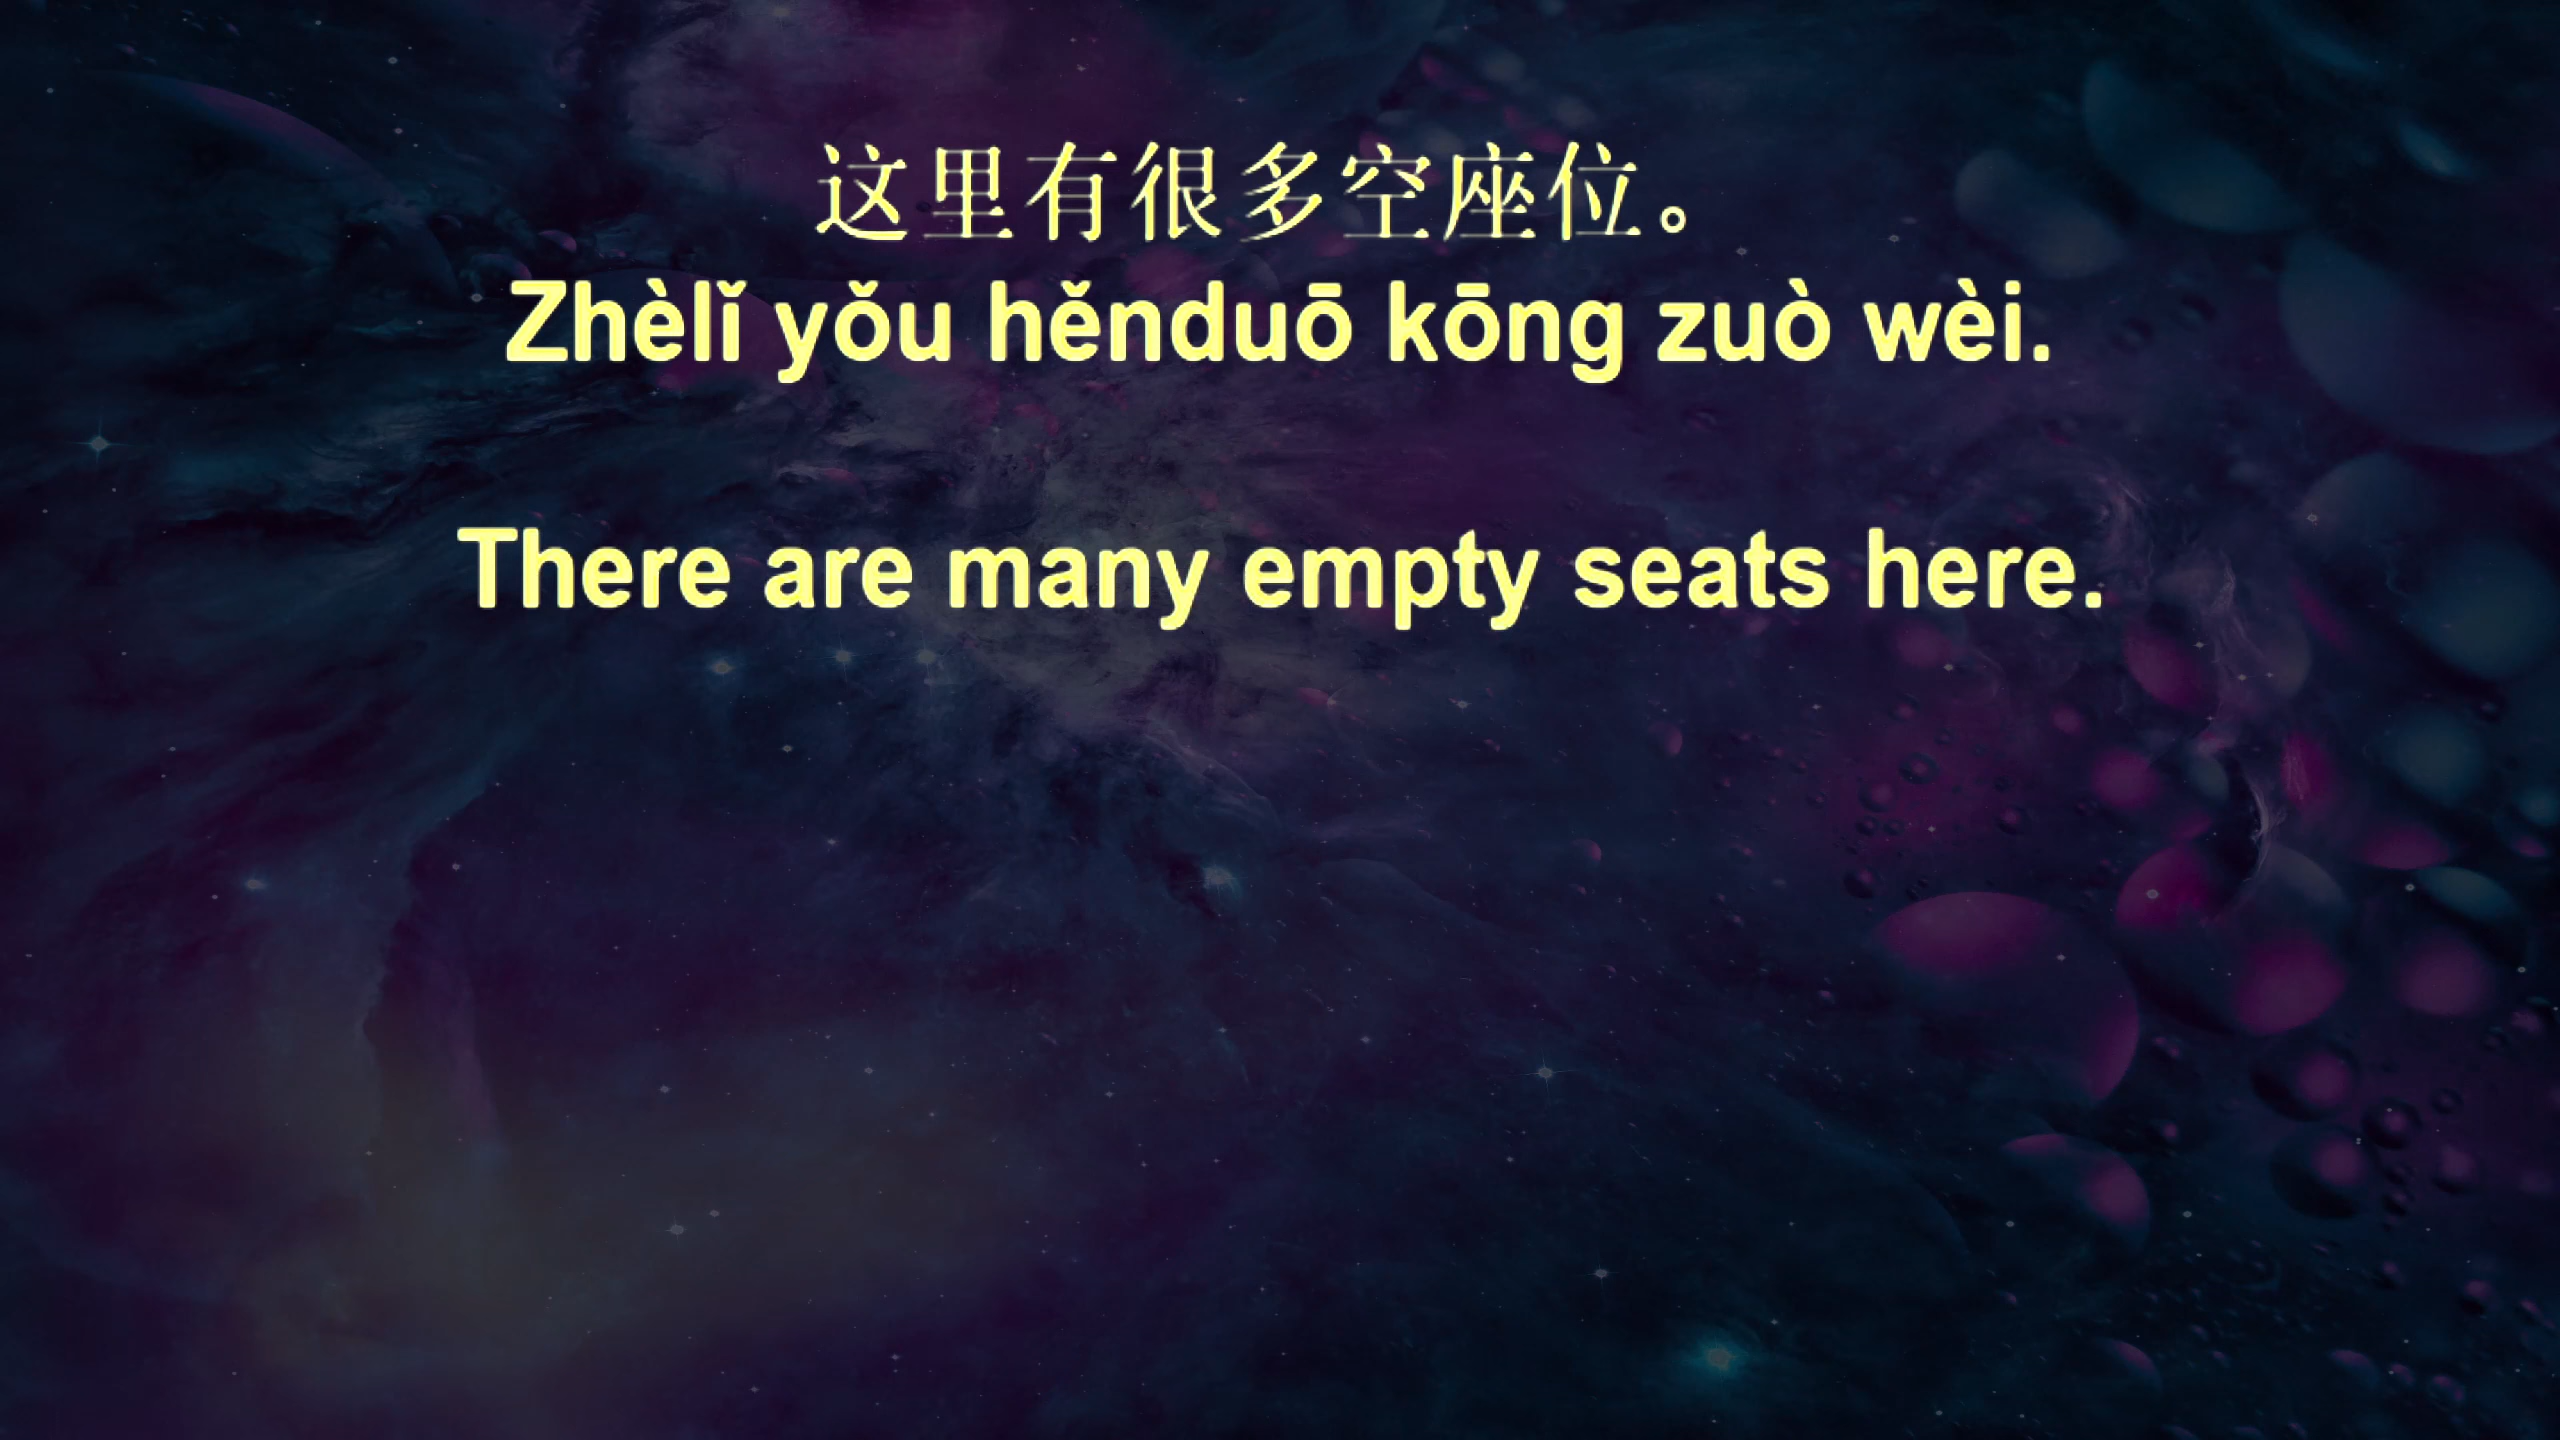 这里有很多空座位。
Zhèlǐ yǒu hěnduō kōng zuò wèi.
There are many empty seats here.